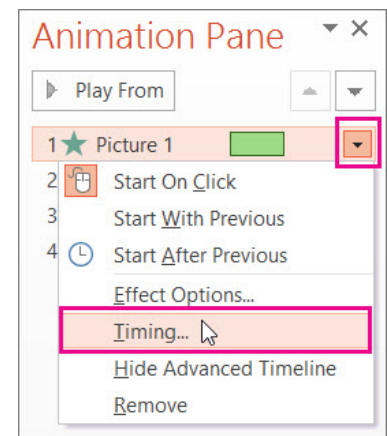 Animation Pane
Play From
1 Picture 1
2 Start On Click
3 Start With Previous
4 Start After Previous
Effect Options...
Timing...
Hide Advanced Timeline
Remove